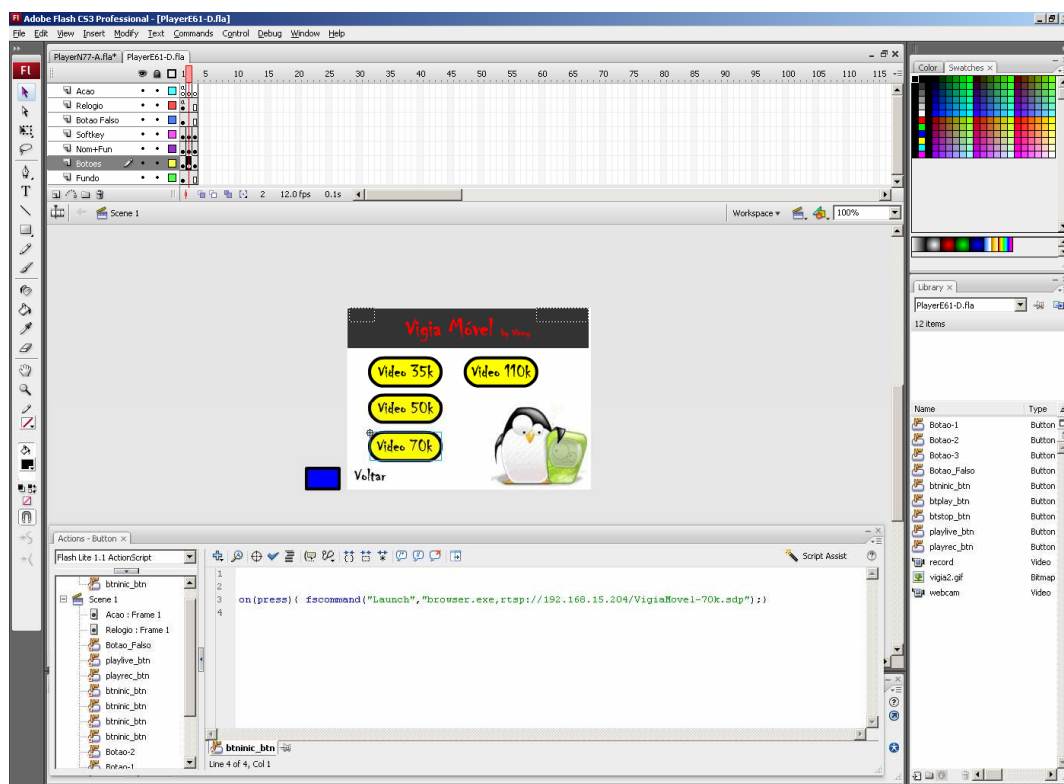 Adobe Flash CS3 Professional - [PlayerE61-D.fla]
File Edit View Insert Modify Text Commands Control Debug Window Help
PlayerN77-A.fla* PlayerE61-D.fla
1 5 10 15 20 25 30 35 40 45 50 55 60 65 70 75 80 85 90 95 100 105 110 115
Acao
Relogio
Botao Falso
Softkey
Nom+Fun
Botoes
Fundo
2 12.0 fps 0.1s
Scene 1
Workspace 100%
Vigia Móvel
Video 35k Video 110k
Video 50k
Video 70k
Voltar
Actions - Button
Flash Lite 1.1 ActionScript
Script Assist
btninic_btn
Scene 1
Acao : Frame 1
Relogio : Frame 1
Botao_Falso
playlive_btn
playrec_btn
btninic_btn
btninic_btn
btninic_btn
btninic_btn
Botao-2
Botao-1
1
2
3 on(press){ fscommand("Launch","browser.exe,rtsp://192.168.15.204/VigiaMovel-70k.sdp");}
4
btninic_btn
Line 4 of 4, Col 1
Color Swatches
Library
PlayerE61-D.fla
12 items
Name Type
Botao-1 Button
Botao-2 Button
Botao-3 Button
Botao_Falso Button
btninic_btn Button
btplay_btn Button
btstop_btn Button
playlive_btn Button
playrec_btn Button
record Video
vigia2.gif Bitmap
webcam Video